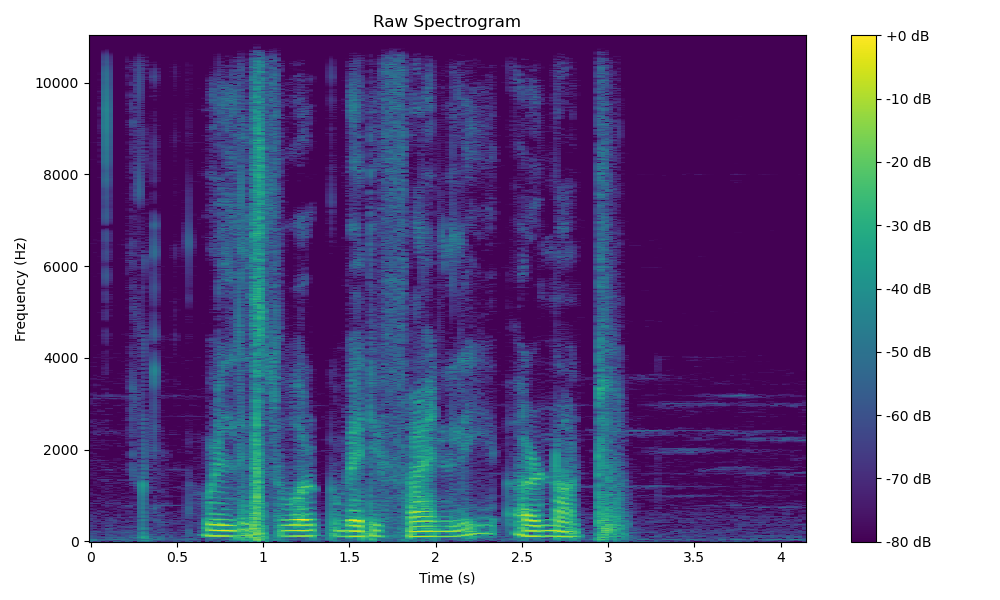 Raw Spectrogram
Frequency (Hz)
10000
8000
6000
4000
2000
0
0 0.5 1 1.5 2 2.5 3 3.5 4
Time (s)
+0 dB
-10 dB
-20 dB
-30 dB
-40 dB
-50 dB
-60 dB
-70 dB
-80 dB